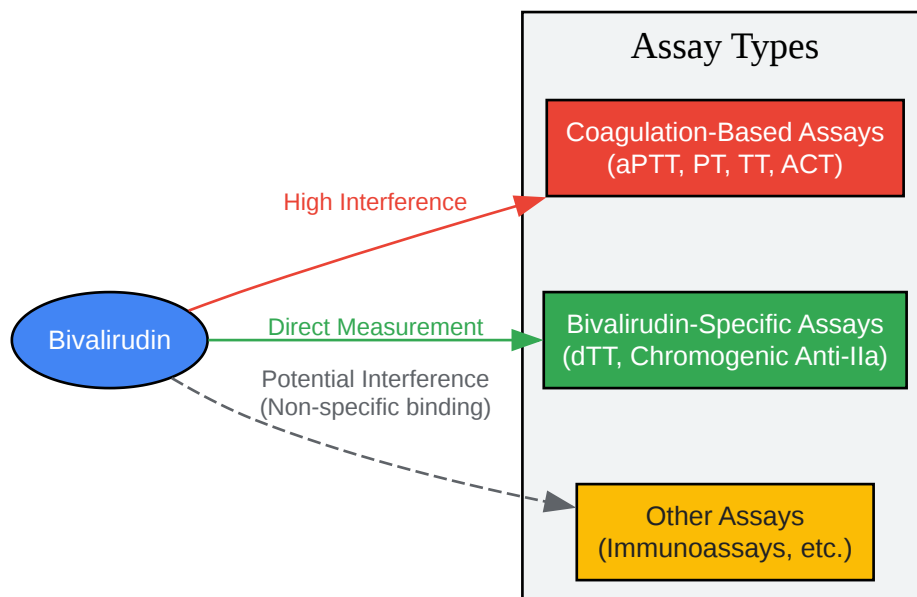 Assay Types
Coagulation-Based Assays
(aPTT, PT, TT, ACT)
High Interference
Bivalirudin
Direct Measurement
Bivalirudin-Specific Assays
(dTT, Chromogenic Anti-IIa)
Potential Interference
(Non-specific binding)
Other Assays
(Immunoassays, etc.)